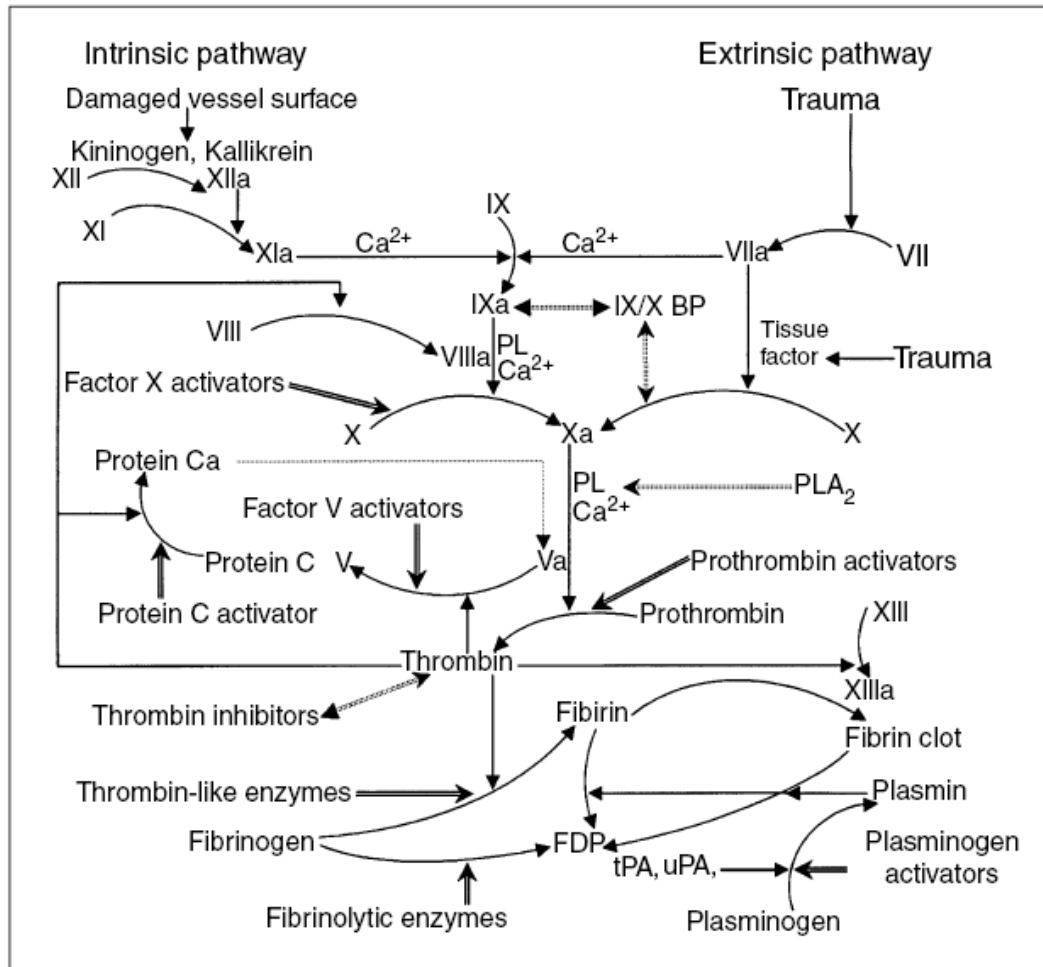 Intrinsic pathway
Extrinsic pathway
Damaged vessel surface
Trauma
Kininogen, Kallikrein
XII
XIIa
IX
XI
XIa
Ca2+
Ca2+
VIIa
VII
IXa
IX/X BP
VIII
VIIIa
PL
Ca2+
Tissue
factor
Trauma
Factor X activators
X
Xa
X
Protein Ca
PL
Ca2+
PLA2
Factor V activators
Protein C
V
Va
Prothrombin activators
Protein C activator
Prothrombin
XIII
Thrombin
XIIIa
Thrombin inhibitors
Fibirin
Fibrin clot
Thrombin-like enzymes
Plasmin
Fibrinogen
FDP
tPA, uPA,
Plasminogen
activators
Fibrinolytic enzymes
Plasminogen